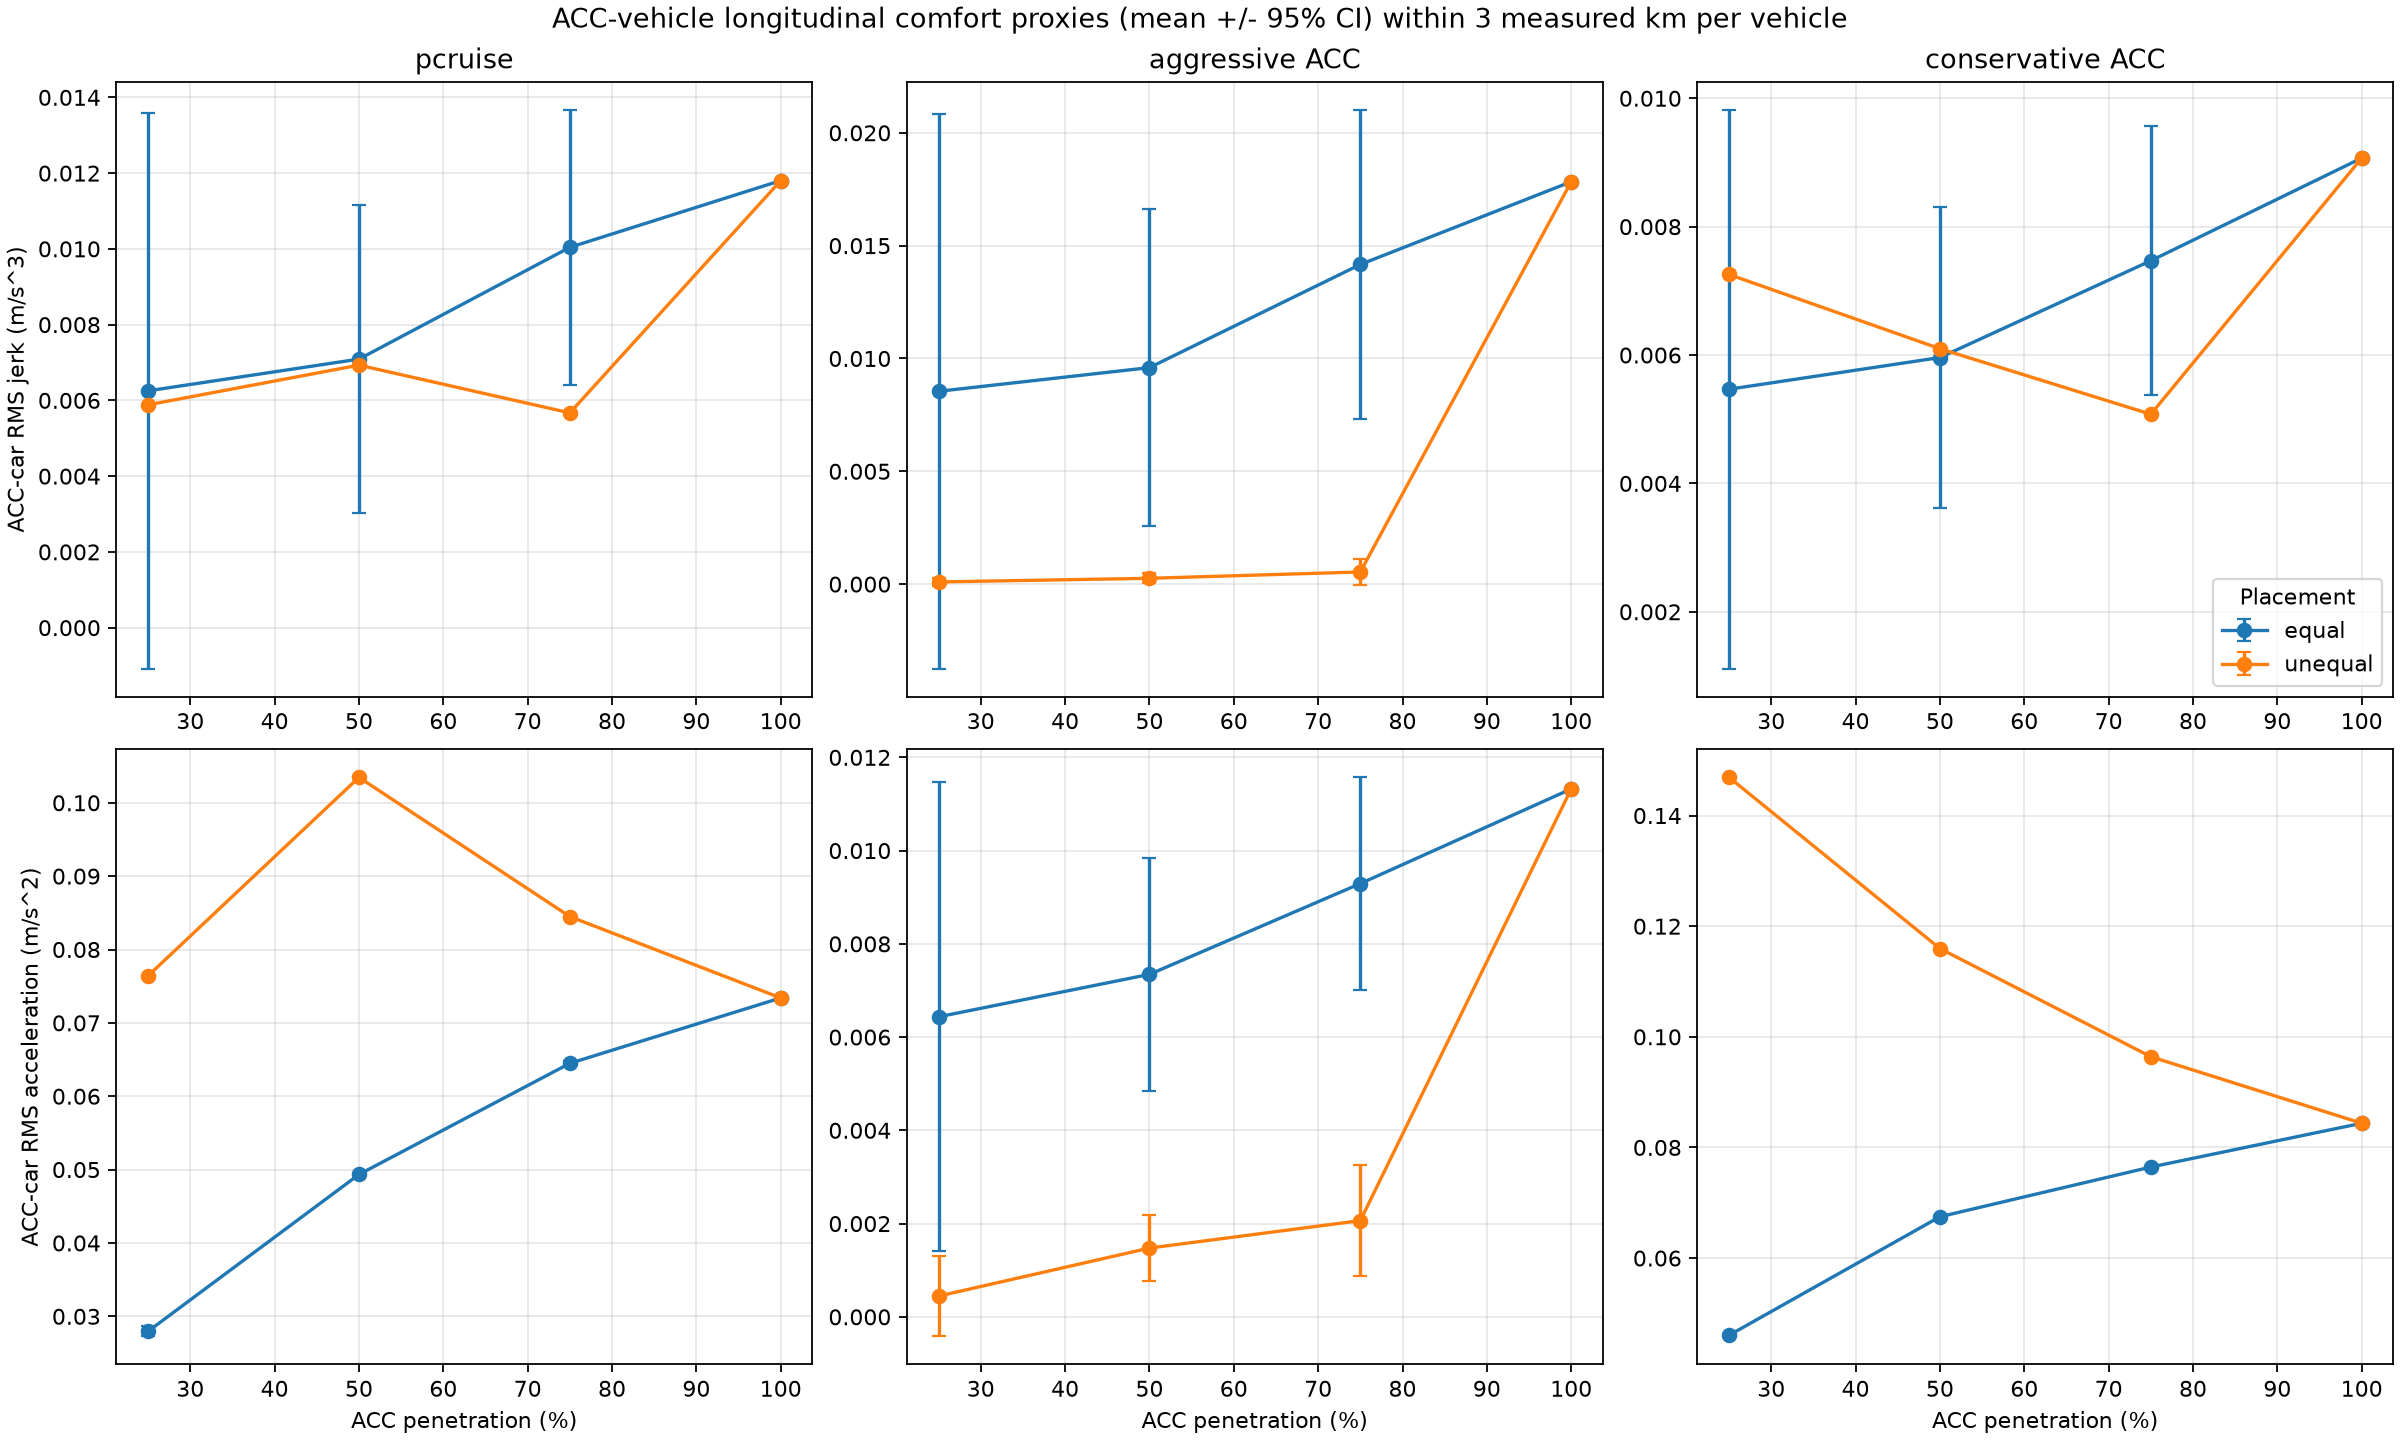 ACC-vehicle longitudinal comfort proxies (mean +/- 95% CI) within 3 measured km per vehicle
pcruise
0.014
0.012
0.010
0.008
0.006
0.004
0.002
0.000
ACC-car RMS jerk (m/s^3)
30 40 50 60 70 80 90 100
aggressive ACC
0.020
0.015
0.010
0.005
0.000
30 40 50 60 70 80 90 100
conservative ACC
0.010
0.008
0.006
0.004
0.002
Placement
equal
unequal
30 40 50 60 70 80 90 100
0.10
0.09
0.08
0.07
0.06
0.05
0.04
0.03
ACC-car RMS acceleration (m/s^2)
30 40 50 60 70 80 90 100
ACC penetration (%)
0.012
0.010
0.008
0.006
0.004
0.002
0.000
30 40 50 60 70 80 90 100
ACC penetration (%)
0.14
0.12
0.10
0.08
0.06
30 40 50 60 70 80 90 100
ACC penetration (%)